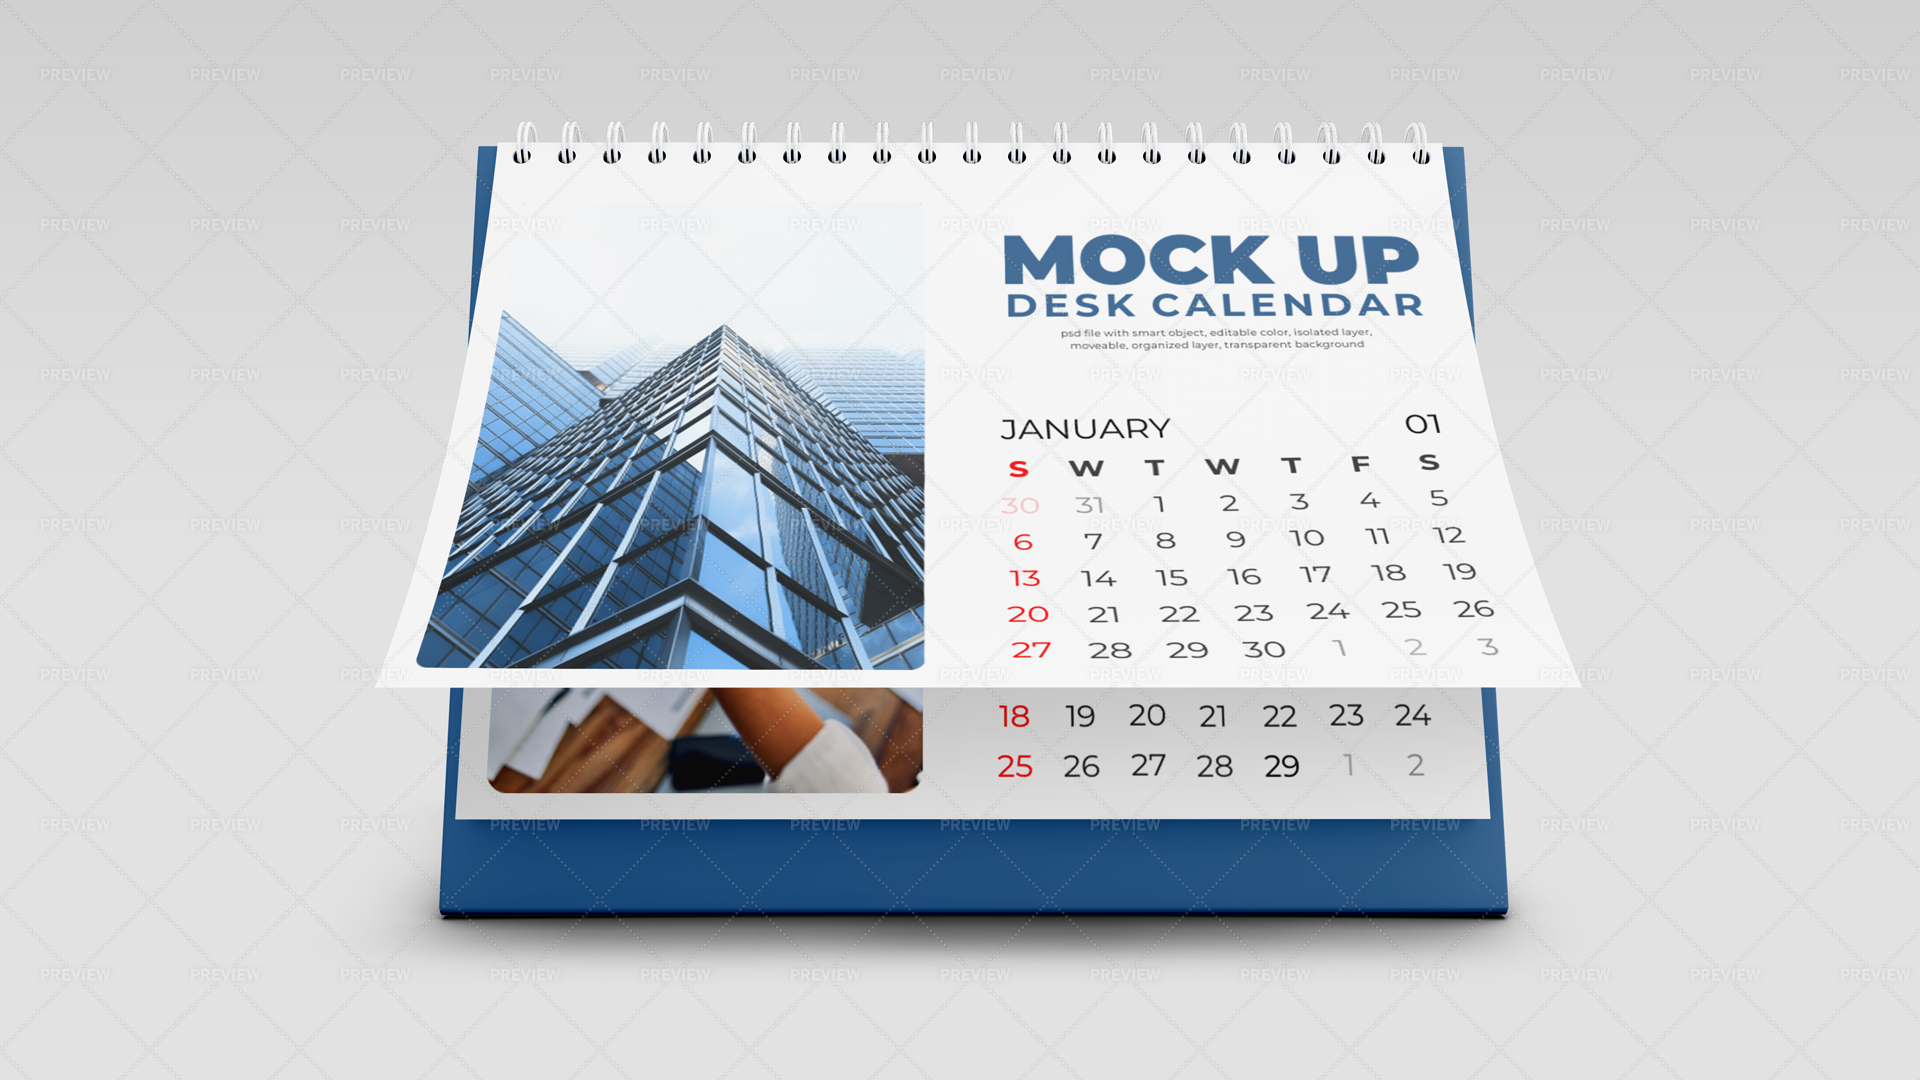 MOCK UP
DESK CALENDAR
psd file with smart object, editable color, isolated layer,
moveable, organized layer, transparent background
JANUARY 01
S W T W T F S
30 31 1 2 3 4 5
6 7 8 9 10 11 12
13 14 15 16 17 18 19
20 21 22 23 24 25 26
27 28 29 30 1 2 3
18 19 20 21 22 23 24
25 26 27 28 29 1 2
PREVIEW